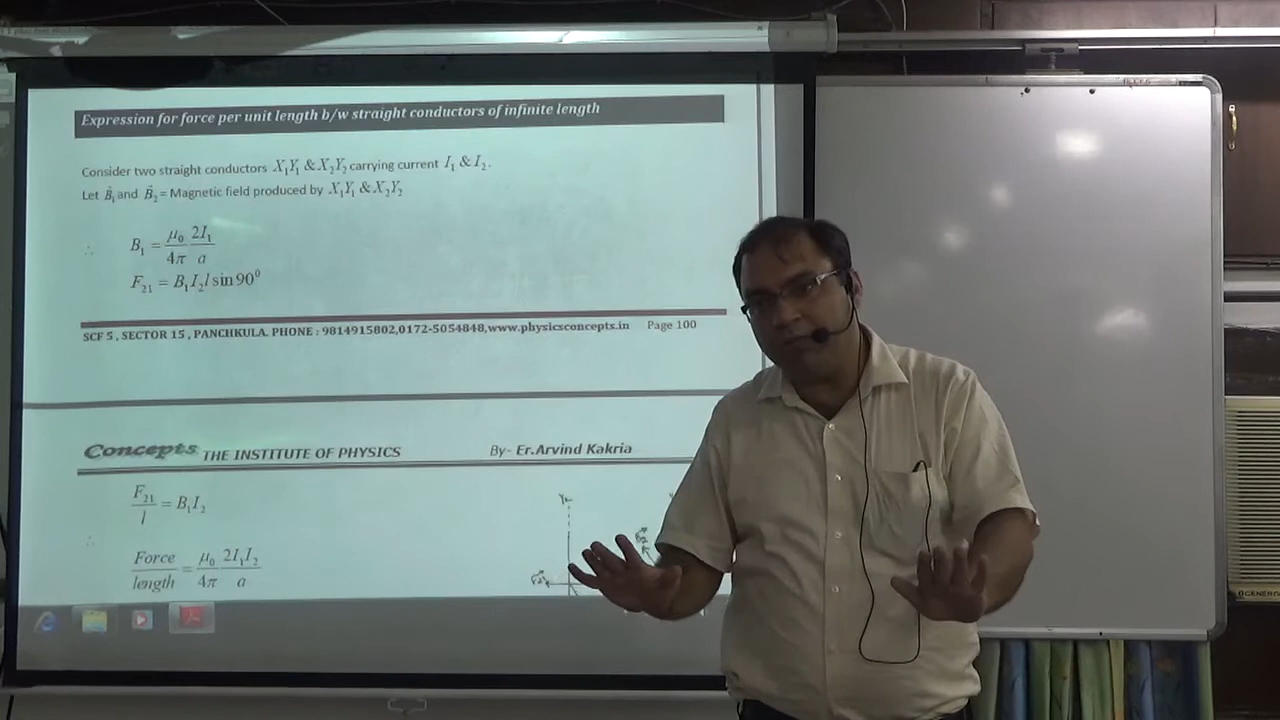 Expression for force per unit length b/w straight conductors of infinite length
Consider two straight conductors X₁Y₁ & X₂Y₂ carrying current I₁ & I₂.
Let B⃗₁ and B⃗₂ = Magnetic field produced by X₁Y₁ & X₂Y₂
∴ B₁ = μ₀/4π 2I₁/a
F₂₁ = B₁I₂l sin 90⁰
SCF 5 , SECTOR 15 , PANCHKULA. PHONE : 9814915802,0172-5054848,www.physicsconcepts.in Page 100
Concepts THE INSTITUTE OF PHYSICS By- Er.Arvind Kakria
F₂₁/l = B₁I₂
∴ Force/length = μ₀/4π 2I₁I₂/a